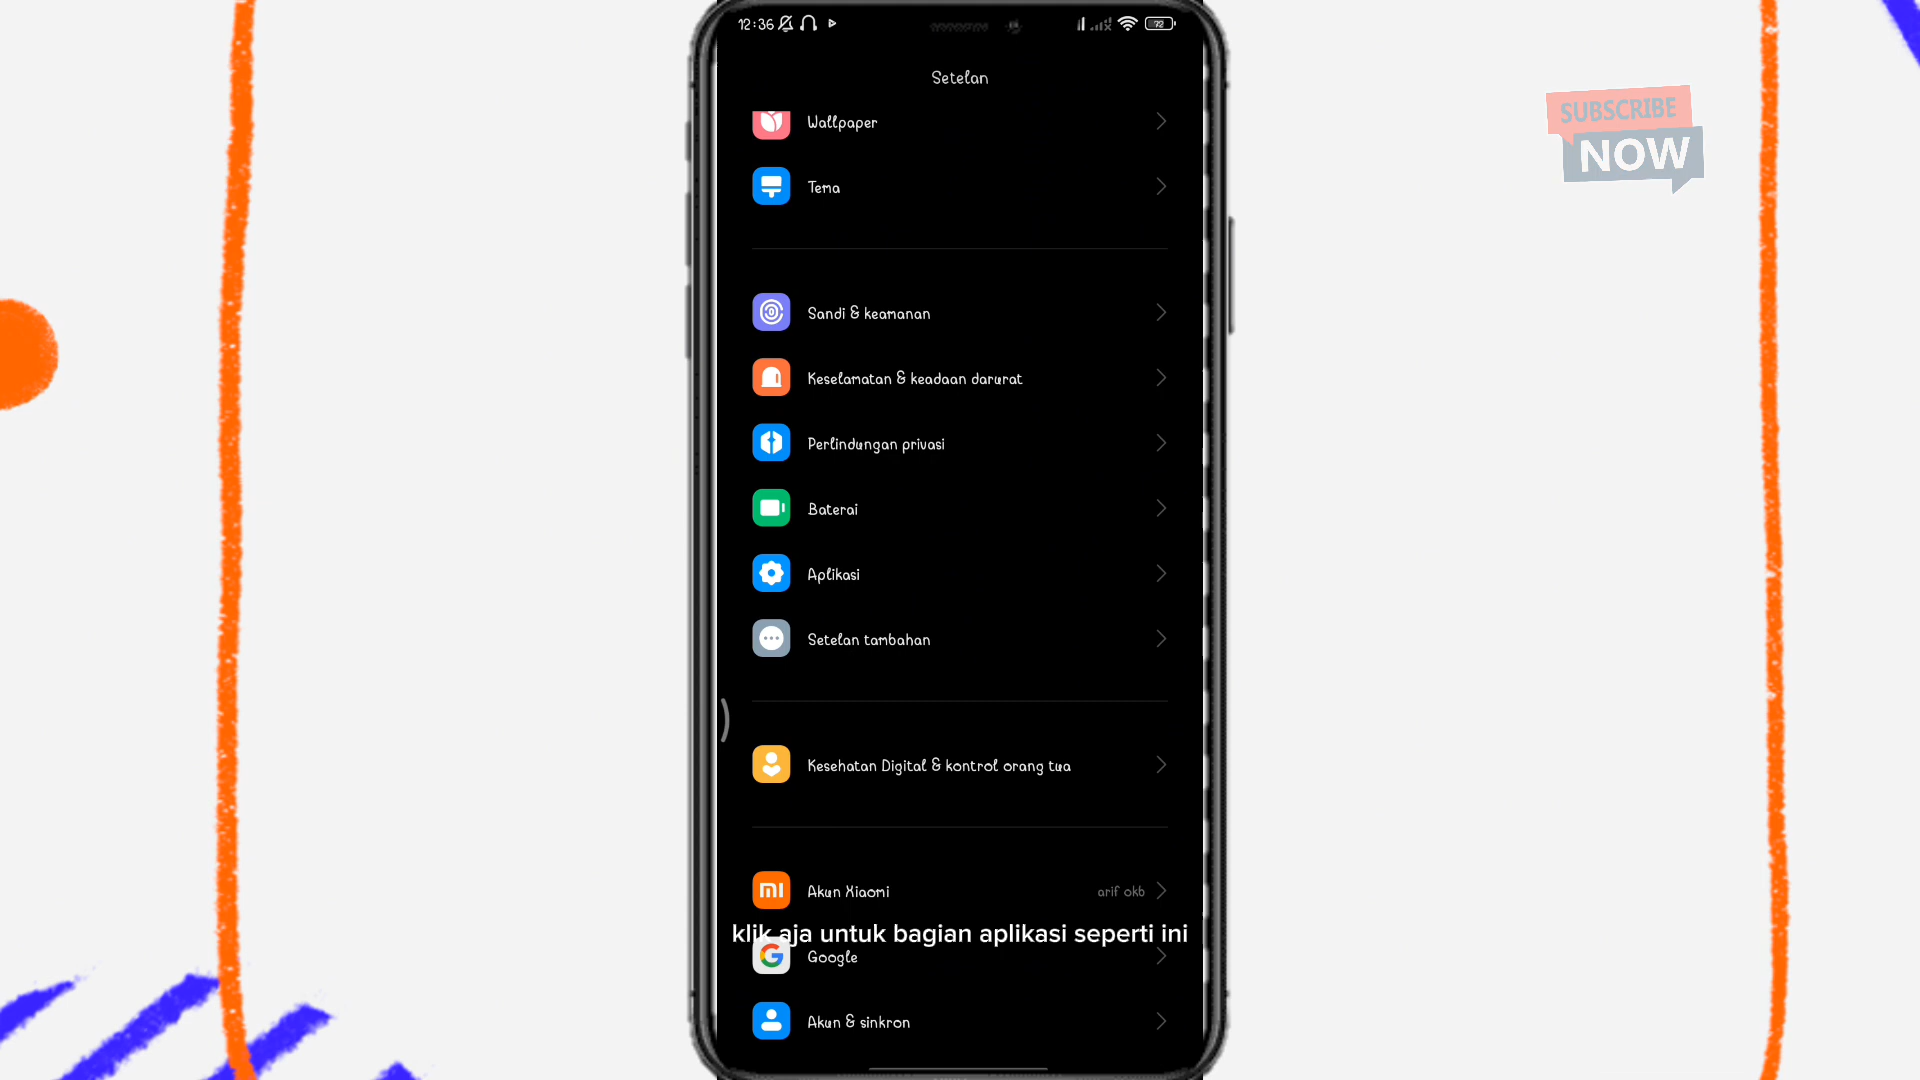 12:36
72
Setelan
Wallpaper
Tema
Sandi & keamanan
Keselamatan & keadaan darurat
Perlindungan privasi
Baterai
Aplikasi
Setelan tambahan
Kesehatan Digital & kontrol orang tua
Akun Xiaomi
arif okb
klik aja untuk bagian aplikasi seperti ini
Google
Akun & sinkron
SUBSCRIBE
NOW